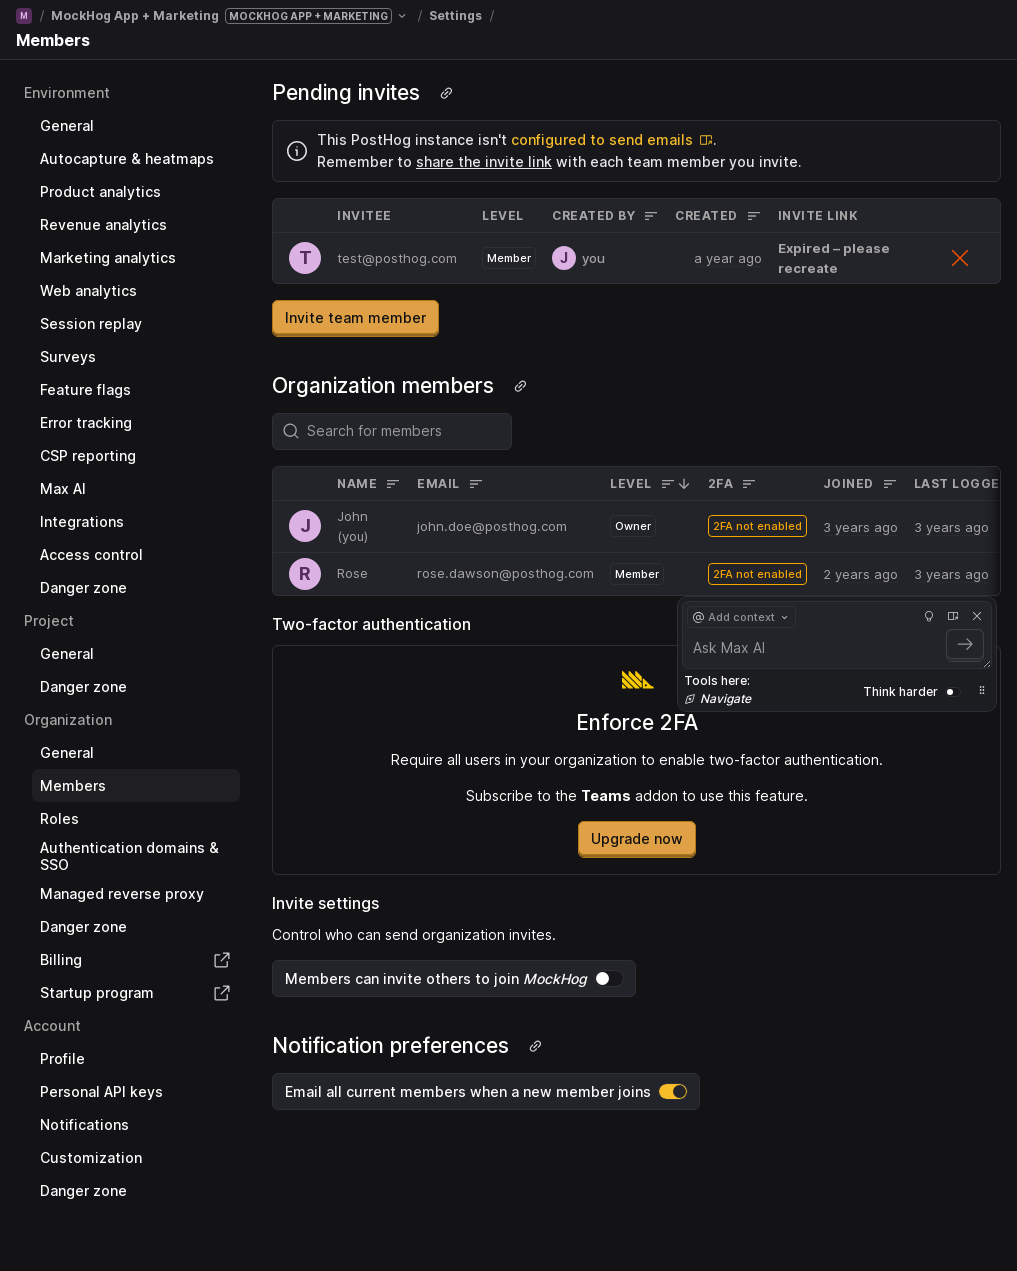 M / MockHog App + Marketing MOCKHOG APP + MARKETING / Settings /
Members
Environment
General
Autocapture & heatmaps
Product analytics
Revenue analytics
Marketing analytics
Web analytics
Session replay
Surveys
Feature flags
Error tracking
CSP reporting
Max AI
Integrations
Access control
Danger zone
Project
General
Danger zone
Organization
General
Members
Roles
Authentication domains &
SSO
Managed reverse proxy
Danger zone
Billing
Startup program
Account
Profile
Personal API keys
Notifications
Customization
Danger zone
Pending invites
This PostHog instance isn't configured to send emails.
Remember to share the invite link with each team member you invite.
INVITEE LEVEL CREATED BY CREATED INVITE LINK
T test@posthog.com Member J you a year ago Expired – please
recreate
Invite team member
Organization members
Search for members
NAME EMAIL LEVEL 2FA JOINED LAST LOGGE
J John
(you) john.doe@posthog.com Owner 2FA not enabled 3 years ago 3 years ago
R Rose rose.dawson@posthog.com Member 2FA not enabled 2 years ago 3 years ago
@ Add context
Ask Max AI
Tools here:
Navigate
Think harder
Two-factor authentication
Enforce 2FA
Require all users in your organization to enable two-factor authentication.
Subscribe to the Teams addon to use this feature.
Upgrade now
Invite settings
Control who can send organization invites.
Members can invite others to join MockHog
Notification preferences
Email all current members when a new member joins